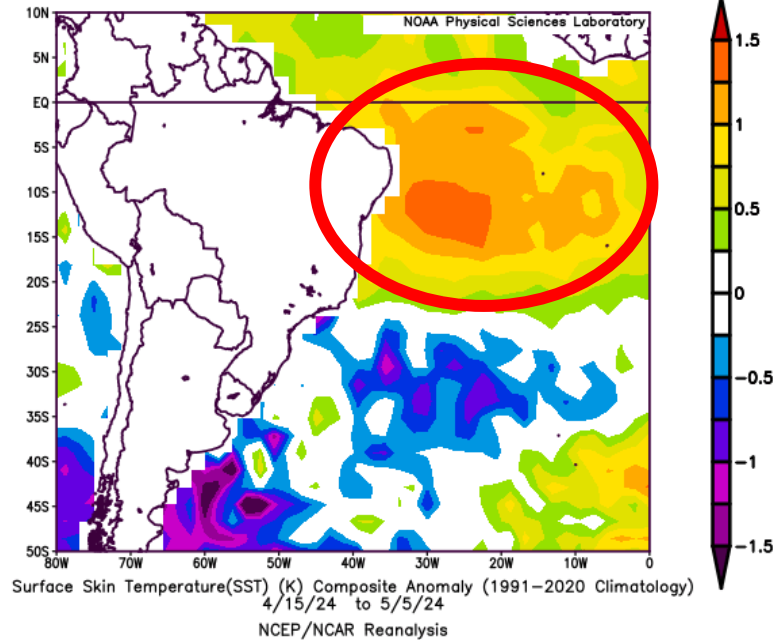 NOAA Physical Sciences Laboratory
10N
5N
EQ
5S
10S
15S
20S
25S
30S
35S
40S
45S
50S
80W 70W 60W 50W 40W 30W 20W 10W 0
1.5
1
0.5
0
−0.5
−1
−1.5
Surface Skin Temperature(SST) (K) Composite Anomaly (1991−2020 Climatology)
4/15/24 to 5/5/24
NCEP/NCAR Reanalysis